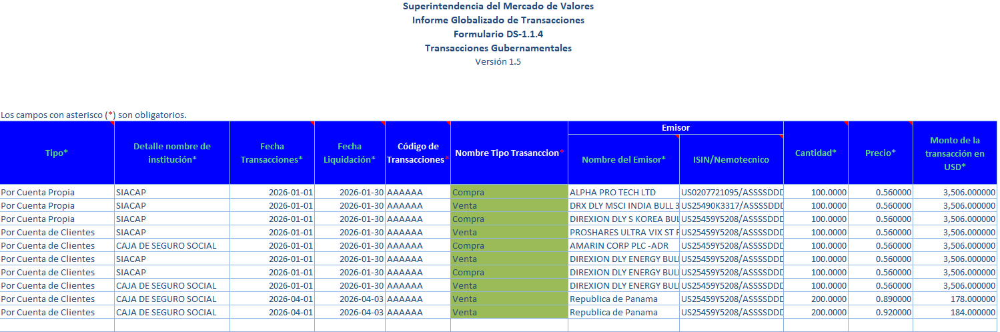 Superintendencia del Mercado de Valores
Informe Globalizado de Transacciones
Formulario DS-1.1.4
Transacciones Gubernamentales
Versión 1.5
Los campos con asterisco (*) son obligatorios.
Tipo* Detalle nombre de institución* Fecha Transacciones* Fecha Liquidación* Código de Transacciones* Nombre Tipo Trasanccion* Emisor Nombre del Emisor* ISIN/Nemotecnico Cantidad* Precio* Monto de la transacción en USD*
Por Cuenta Propia SIACAP 2026-01-01 2026-01-30 AAAAAA Compra ALPHA PRO TECH LTD US0207721095/ASSSSDDD 100.0000 0.560000 3,506.000000
Por Cuenta Propia SIACAP 2026-01-01 2026-01-30 AAAAAA Venta DRX DLY MSCI INDIA BULL 3 US25490K3317/ASSSSDDD 100.0000 0.560000 3,506.000000
Por Cuenta Propia SIACAP 2026-01-01 2026-01-30 AAAAAA Compra DIREXION DLY S KOREA BUL US25459Y5208/ASSSSDDD 100.0000 0.560000 3,506.000000
Por Cuenta de Clientes SIACAP 2026-01-01 2026-01-30 AAAAAA Venta PROSHARES ULTRA VIX ST F US25459Y5208/ASSSSDDD 100.0000 0.560000 3,506.000000
Por Cuenta de Clientes CAJA DE SEGURO SOCIAL 2026-01-01 2026-01-30 AAAAAA Compra AMARIN CORP PLC -ADR US25459Y5208/ASSSSDDD 100.0000 0.560000 3,506.000000
Por Cuenta de Clientes SIACAP 2026-01-01 2026-01-30 AAAAAA Venta DIREXION DLY ENERGY BULL US25459Y5208/ASSSSDDD 100.0000 0.560000 3,506.000000
Por Cuenta de Clientes SIACAP 2026-01-01 2026-01-30 AAAAAA Compra DIREXION DLY ENERGY BULL US25459Y5208/ASSSSDDD 100.0000 0.560000 3,506.000000
Por Cuenta de Clientes CAJA DE SEGURO SOCIAL 2026-01-01 2026-01-30 AAAAAA Venta DIREXION DLY ENERGY BULL US25459Y5208/ASSSSDDD 100.0000 0.560000 3,506.000000
Por Cuenta de Clientes CAJA DE SEGURO SOCIAL 2026-04-01 2026-04-03 AAAAAA Venta Republica de Panama US25459Y5208/ASSSSDDD 200.0000 0.890000 178.000000
Por Cuenta de Clientes CAJA DE SEGURO SOCIAL 2026-04-01 2026-04-03 AAAAAA Venta Republica de Panama US25459Y5208/ASSSSDDD 200.0000 0.920000 184.000000